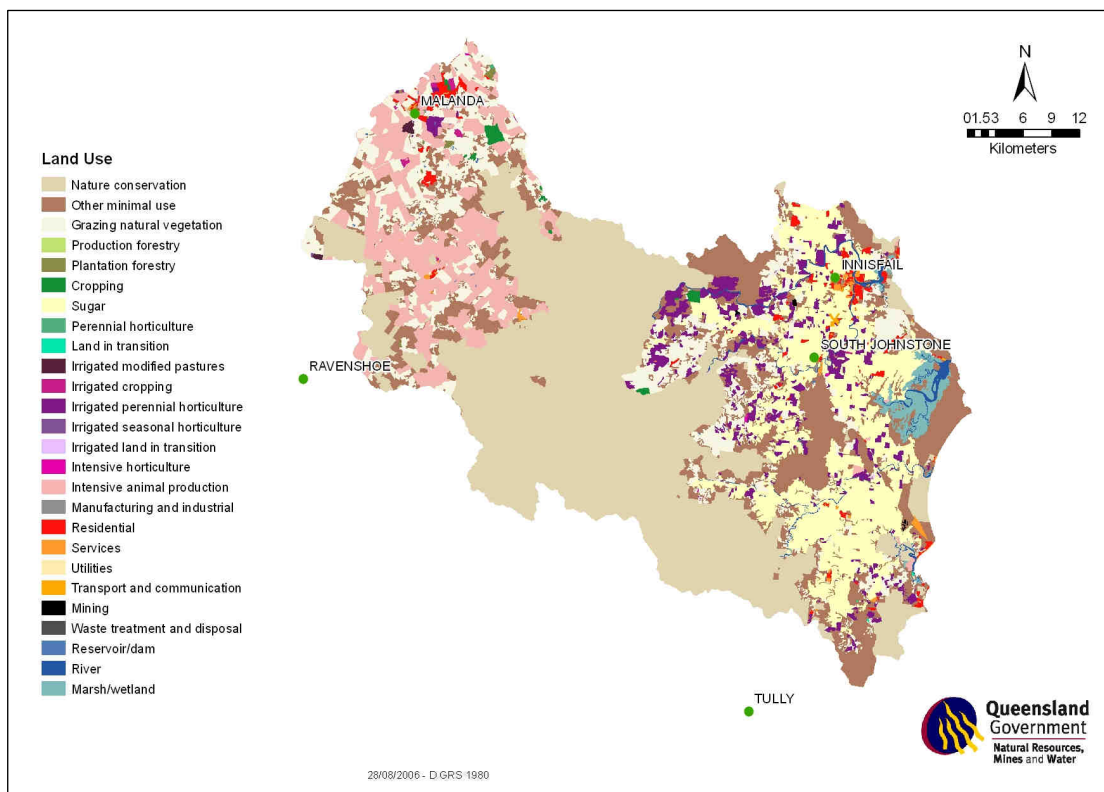 N
01.53 6 9 12
Kilometers
MALANDA
INNISFAIL
SOUTH JOHNSTONE
RAVENSHOE
TULLY
Land Use
Nature conservation
Other minimal use
Grazing natural vegetation
Production forestry
Plantation forestry
Cropping
Sugar
Perennial horticulture
Land in transition
Irrigated modified pastures
Irrigated cropping
Irrigated perennial horticulture
Irrigated seasonal horticulture
Irrigated land in transition
Intensive horticulture
Intensive animal production
Manufacturing and industrial
Residential
Services
Utilities
Transport and communication
Mining
Waste treatment and disposal
Reservoir/dam
River
Marsh/wetland
Queensland
Government
Natural Resources,
Mines and Water
28/08/2006 - D GRS 1980